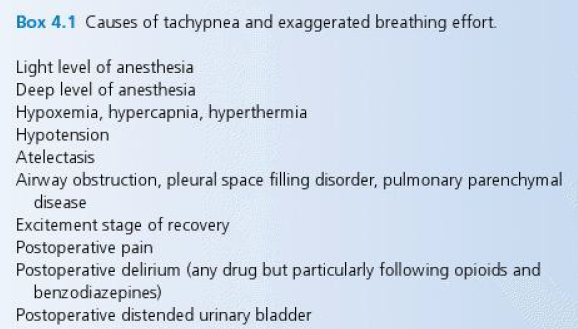 Box 4.1 Causes of tachypnea and exaggerated breathing effort.
Light level of anesthesia
Deep level of anesthesia
Hypoxemia, hypercapnia, hyperthermia
Hypotension
Atelectasis
Airway obstruction, pleural space filling disorder, pulmonary parenchymal
disease
Excitement stage of recovery
Postoperative pain
Postoperative delirium (any drug but particularly following opioids and
benzodiazepines)
Postoperative distended urinary bladder